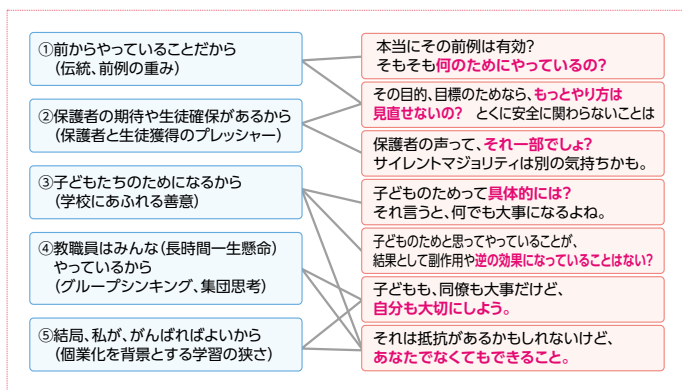 ①前からやっていることだから
（伝統、前例の重み）
②保護者の期待や生徒確保があるから
（保護者と生徒獲得のプレッシャー）
③子どもたちのためになるから
（学校にあふれる善意）
④教職員はみんな（長時間一生懸命）
やっているから
（グループシンキング、集団思考）
⑤結局、私が、がんばればよいから
（個業化を背景とする学習の狭さ）
本当にその前例は有効？
そもそも何のためにやっているの？
その目的、目標のためなら、もっとやり方は
見直せないの？　とくに安全に関わらないことは
保護者の声って、それ一部でしょ？
サイレントマジョリティは別の気持ちかも。
子どものためって具体的には？
それ言うと、何でも大事になるよね。
子どものためと思ってやっていることが、
結果として副作用や逆の効果になっていることはない？
子どもも、同僚も大事だけど、
自分も大切にしよう。
それは抵抗があるかもしれないけど、
あなたでなくてもできること。